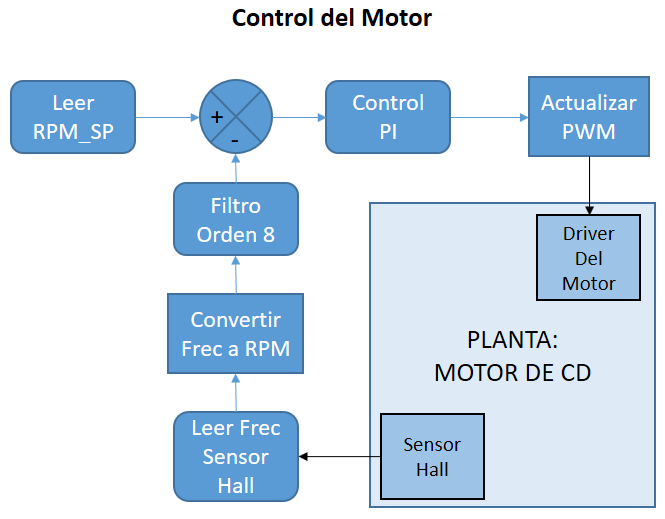 Control del Motor
Leer
RPM_SP
+
-
Control
PI
Actualizar
PWM
Filtro
Orden 8
Driver
Del
Motor
Convertir
Frec a RPM
PLANTA:
MOTOR DE CD
Leer Frec
Sensor
Hall
Sensor
Hall